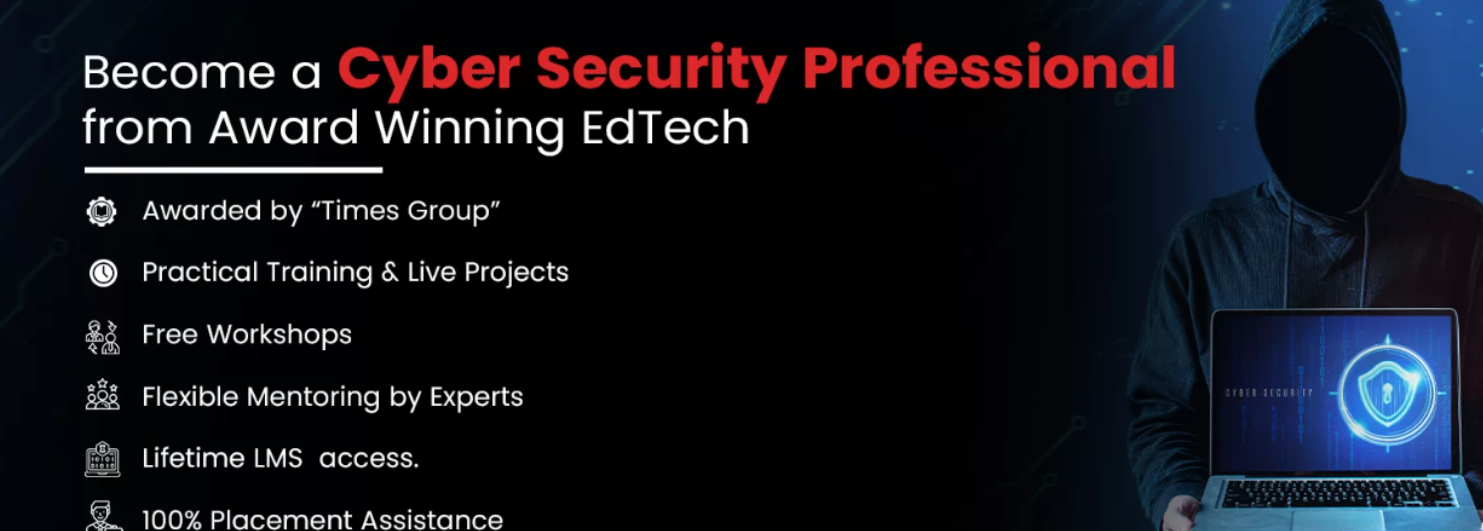 Become a Cyber Security Professional
from Award Winning EdTech
Awarded by “Times Group”
Practical Training & Live Projects
Free Workshops
Flexible Mentoring by Experts
Lifetime LMS access.
CYBER SECURITY
100% Placement Assistance